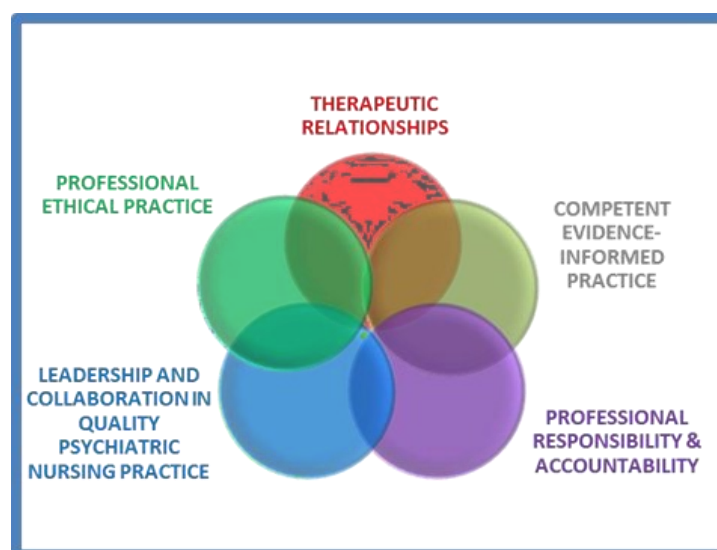 THERAPEUTIC
RELATIONSHIPS
PROFESSIONAL
ETHICAL PRACTICE
COMPETENT
EVIDENCE-
INFORMED
PRACTICE
LEADERSHIP AND
COLLABORATION IN
QUALITY
PSYCHIATRIC
NURSING PRACTICE
PROFESSIONAL
RESPONSIBILITY &
ACCOUNTABILITY